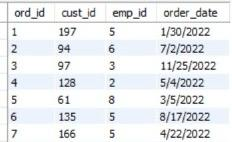 ord_id cust_id emp_id order_date
1 197 5 1/30/2022
2 94 6 7/2/2022
3 97 3 11/25/2022
4 128 2 5/4/2022
5 61 8 3/5/2022
6 135 5 8/17/2022
7 166 5 4/22/2022